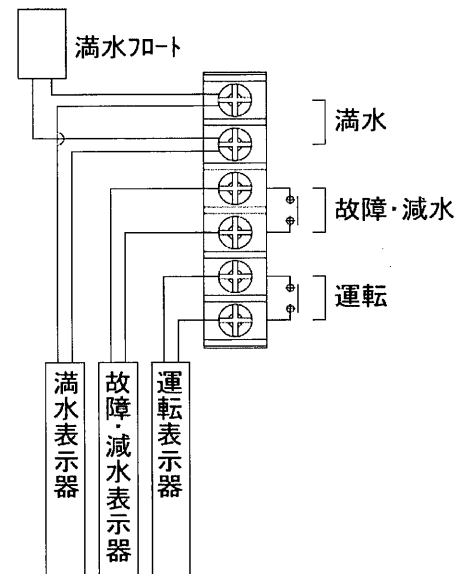 満水フロート
満水
故障・減水
運転
満水表示器
故障・減水表示器
運転表示器